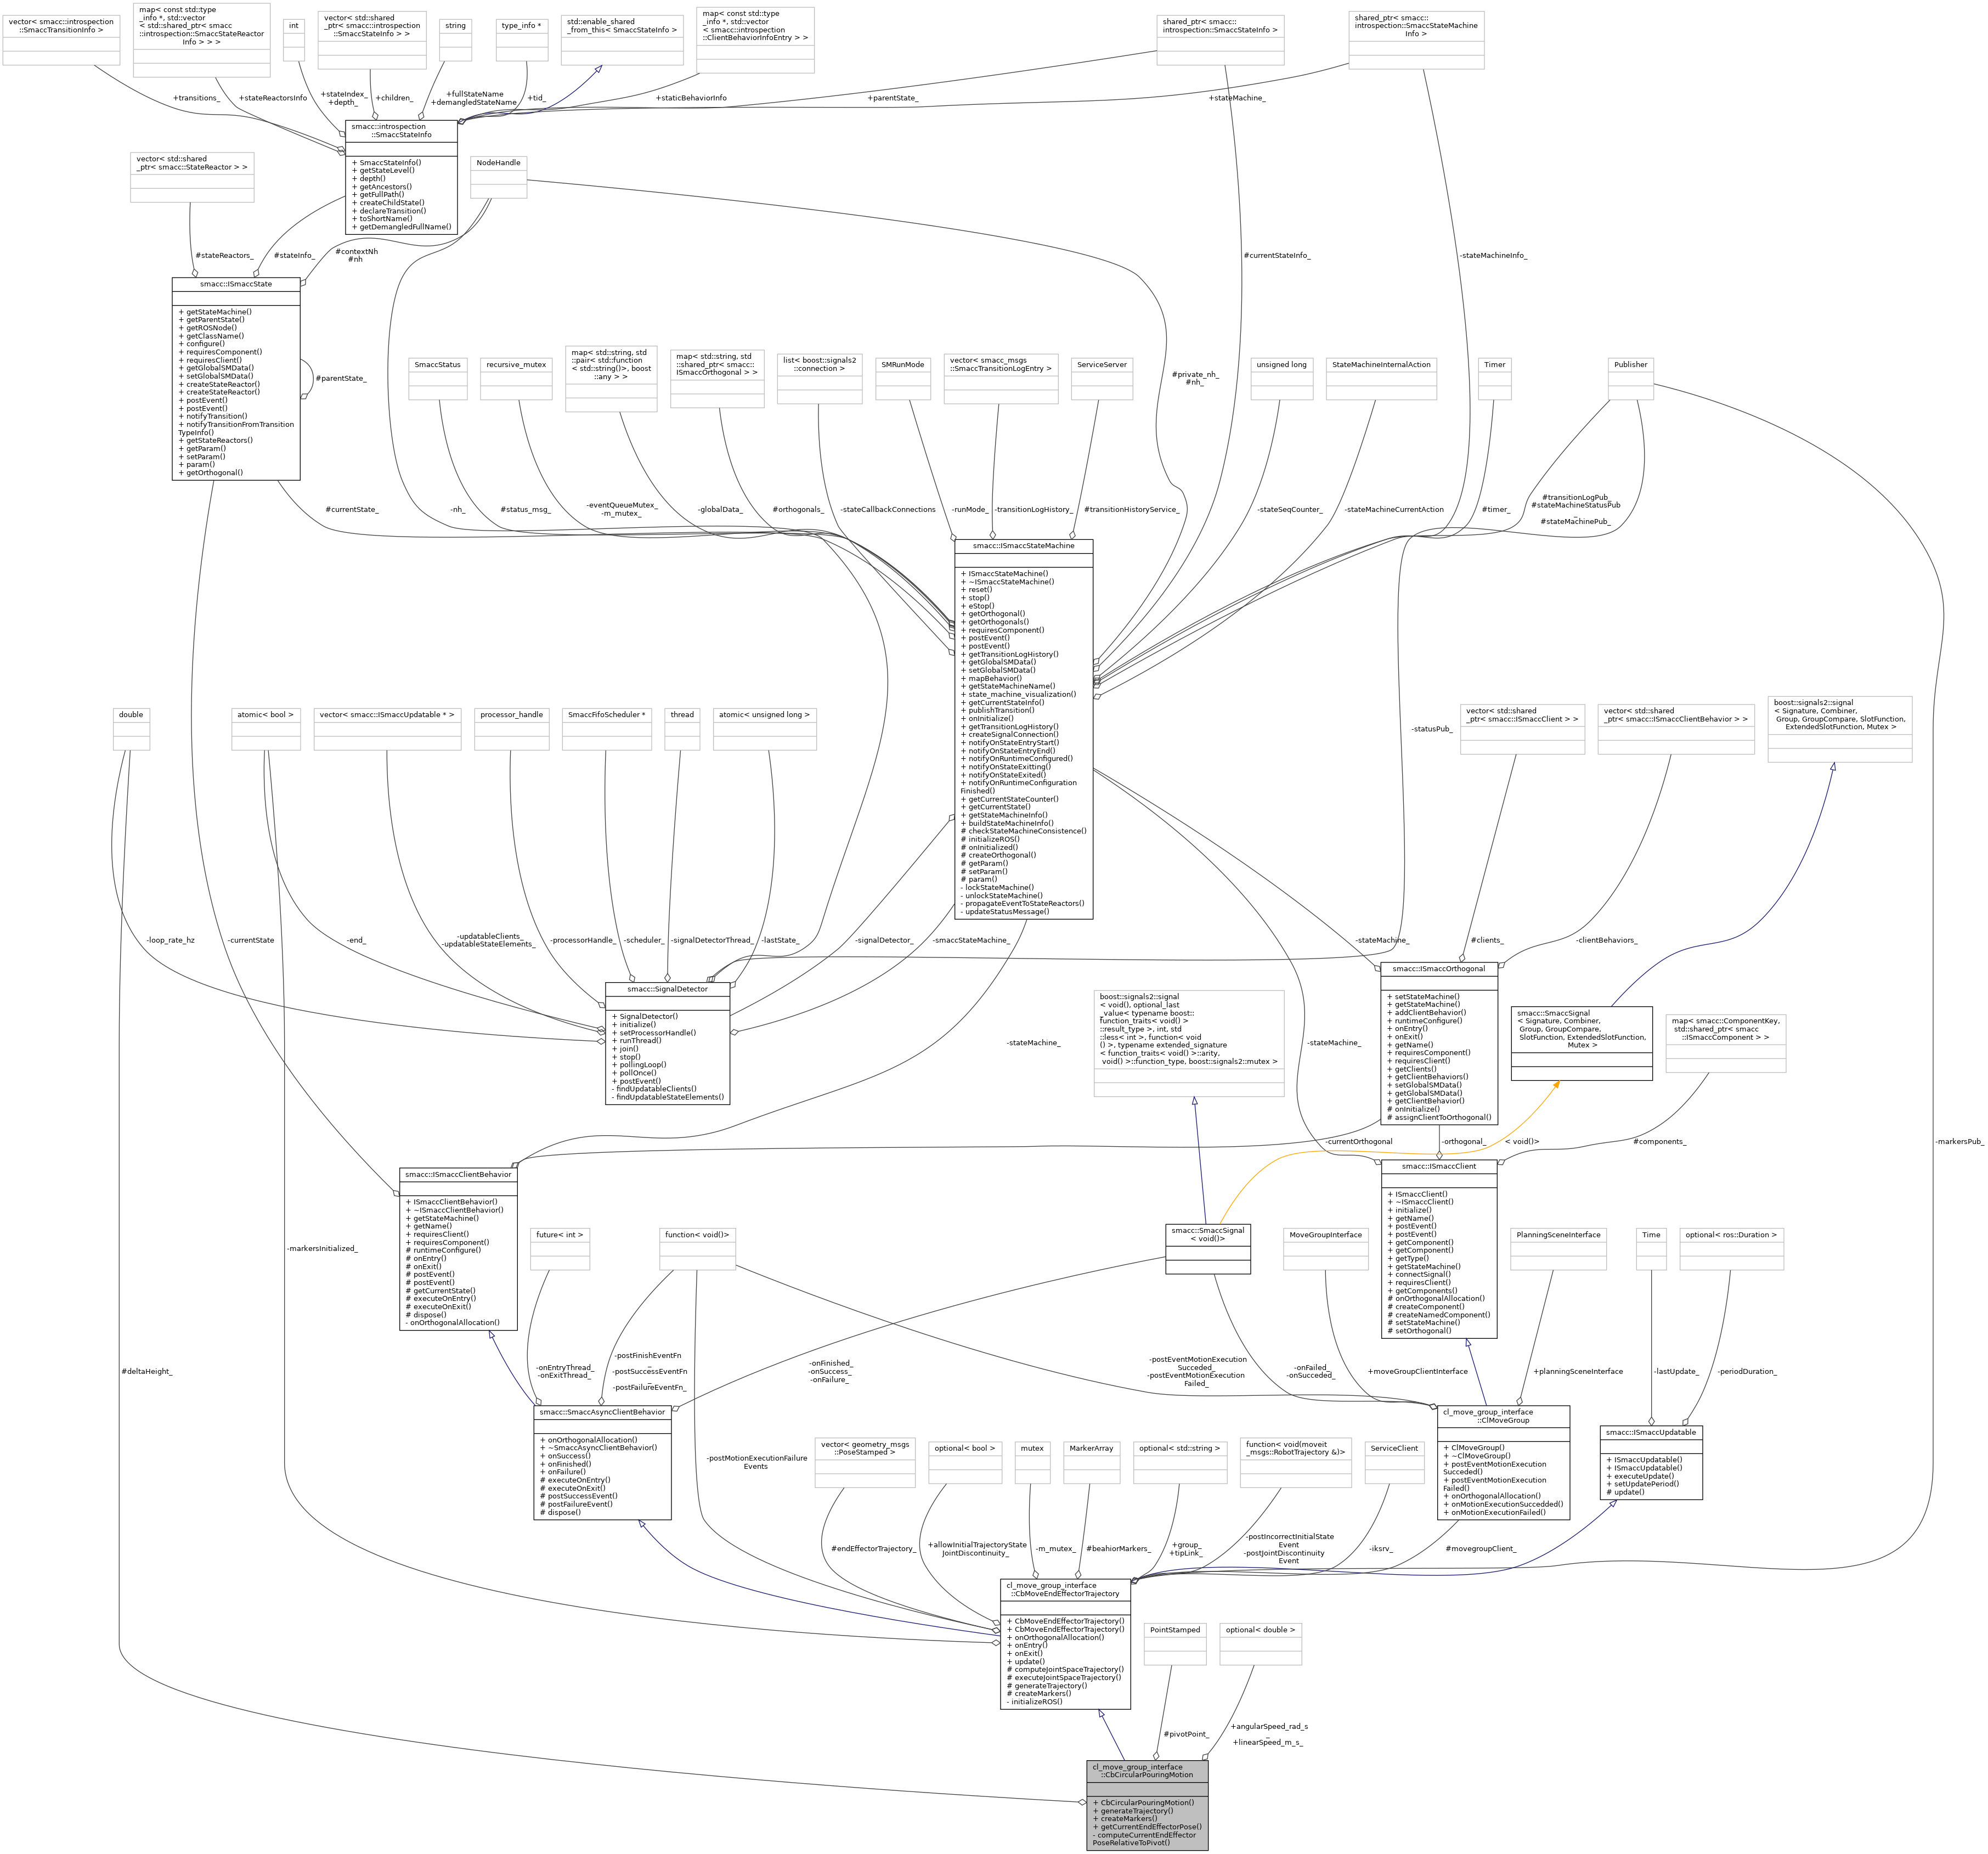 vector< smacc::introspection
::SmaccTransitionInfo >
map< const std::type
_info *, std::vector
< std::shared_ptr< smacc
::introspection::SmaccStateReactor
Info > > >
int
vector< std::shared
_ptr< smacc::introspection
::SmaccStateInfo > >
string
type_info *
std::enable_shared
_from_this< SmaccStateInfo >
map< const std::type
_info *, std::vector
< smacc::introspection
::ClientBehaviorInfoEntry > >
shared_ptr< smacc::
introspection::SmaccStateInfo >
shared_ptr< smacc::
introspection::SmaccStateMachine
Info >
+transitions_
+stateReactorsInfo
+stateIndex_
+depth_
+children_
+fullStateName
+demangledStateName
+tid_
+staticBehaviorInfo
+parentState_
+stateMachine_
smacc::introspection
::SmaccStateInfo
+ SmaccStateInfo()
+ getStateLevel()
+ depth()
+ getAncestors()
+ getFullPath()
+ createChildState()
+ declareTransition()
+ toShortName()
+ getDemangledFullName()
vector< std::shared
_ptr< smacc::StateReactor > >
NodeHandle
#stateReactors_
#stateInfo_
#contextNh
#nh
#currentStateInfo_
-stateMachineInfo_
smacc::ISmaccState
+ getStateMachine()
+ getParentState()
+ getROSNode()
+ getClassName()
+ configure()
+ requiresComponent()
+ requiresClient()
+ getGlobalSMData()
+ setGlobalSMData()
+ createStateReactor()
+ createStateReactor()
+ postEvent()
+ postEvent()
+ notifyTransition()
+ notifyTransitionFromTransition
TypeInfo()
+ getStateReactors()
+ getParam()
+ setParam()
+ param()
+ getOrthogonal()
#parentState_
SmaccStatus
recursive_mutex
map< std::string, std
::pair< std::function
< std::string()>, boost
::any > >
map< std::string, std
::shared_ptr< smacc::
ISmaccOrthogonal > >
list< boost::signals2
::connection >
SMRunMode
vector< smacc_msgs
::SmaccTransitionLogEntry >
ServiceServer
#private_nh_
#nh_
unsigned long
StateMachineInternalAction
Timer
Publisher
#currentState_
-nh_
#status_msg_
-eventQueueMutex_
-m_mutex_
-globalData_
#orthogonals_
-stateCallbackConnections
-runMode_
-transitionLogHistory_
#transitionHistoryService_
-stateSeqCounter_
-stateMachineCurrentAction
#timer_
#transitionLogPub_
#stateMachineStatusPub
_
#stateMachinePub_
smacc::ISmaccStateMachine
+ ISmaccStateMachine()
+ ~ISmaccStateMachine()
+ reset()
+ stop()
+ eStop()
+ getOrthogonal()
+ getOrthogonals()
+ requiresComponent()
+ postEvent()
+ postEvent()
+ getTransitionLogHistory()
+ getGlobalSMData()
+ setGlobalSMData()
+ mapBehavior()
+ getStateMachineName()
+ state_machine_visualization()
+ getCurrentStateInfo()
+ publishTransition()
+ onInitialize()
+ getTransitionLogHistory()
+ createSignalConnection()
+ notifyOnStateEntryStart()
+ notifyOnStateEntryEnd()
+ notifyOnRuntimeConfigured()
+ notifyOnStateExitting()
+ notifyOnStateExited()
+ notifyOnRuntimeConfiguration
Finished()
+ getCurrentStateCounter()
+ getCurrentState()
+ getStateMachineInfo()
+ buildStateMachineInfo()
# checkStateMachineConsistence()
# initializeROS()
# onInitialized()
# createOrthogonal()
# getParam()
# setParam()
# param()
- lockStateMachine()
- unlockStateMachine()
- propagateEventToStateReactors()
- updateStatusMessage()
double
atomic< bool >
vector< smacc::ISmaccUpdatable * >
processor_handle
SmaccFifoScheduler *
thread
atomic< unsigned long >
-statusPub_
vector< std::shared
_ptr< smacc::ISmaccClient > >
vector< std::shared
_ptr< smacc::ISmaccClientBehavior > >
boost::signals2::signal
< Signature, Combiner,
Group, GroupCompare, SlotFunction,
ExtendedSlotFunction, Mutex >
-loop_rate_hz
-currentState
-end_
-updatableClients_
-updatableStateElements_
-processorHandle_
-scheduler_
-signalDetectorThread_
-lastState_
-signalDetector_
-smaccStateMachine_
-stateMachine_
#clients_
-clientBehaviors_
smacc::SignalDetector
+ SignalDetector()
+ initialize()
+ setProcessorHandle()
+ runThread()
+ join()
+ stop()
+ pollingLoop()
+ pollOnce()
+ postEvent()
- findUpdatableClients()
- findUpdatableStateElements()
smacc::ISmaccOrthogonal
+ setStateMachine()
+ getStateMachine()
+ addClientBehavior()
+ runtimeConfigure()
+ onEntry()
+ onExit()
+ getName()
+ requiresComponent()
+ requiresClient()
+ getClients()
+ getClientBehaviors()
+ setGlobalSMData()
+ getGlobalSMData()
+ getClientBehavior()
# onInitialize()
# assignClientToOrthogonal()
boost::signals2::signal
< void(), optional_last
_value< typename boost::
function_traits< void() >
::result_type >, int, std
::less< int >, function< void
() >, typename extended_signature
< function_traits< void() >::arity,
void() >::function_type, boost::signals2::mutex >
smacc::SmaccSignal
< Signature, Combiner,
Group, GroupCompare,
SlotFunction, ExtendedSlotFunction,
Mutex >
map< smacc::ComponentKey,
std::shared_ptr< smacc
::ISmaccComponent > >
-stateMachine_
-stateMachine_
-currentOrthogonal
-orthogonal_
< void()>
#components_
-markersPub_
smacc::ISmaccClientBehavior
+ ISmaccClientBehavior()
+ ~ISmaccClientBehavior()
+ getStateMachine()
+ getName()
+ requiresClient()
+ requiresComponent()
# runtimeConfigure()
# onEntry()
# onExit()
# postEvent()
# postEvent()
# getCurrentState()
# executeOnEntry()
# executeOnExit()
# dispose()
- onOrthogonalAllocation()
smacc::ISmaccClient
+ ISmaccClient()
+ ~ISmaccClient()
+ initialize()
+ getName()
+ postEvent()
+ postEvent()
+ getComponent()
+ getComponent()
+ getType()
+ getStateMachine()
+ connectSignal()
+ requiresClient()
+ getComponents()
# onOrthogonalAllocation()
# createComponent()
# createNamedComponent()
# setStateMachine()
# setOrthogonal()
-markersInitialized_
future< int >
function< void()>
smacc::SmaccSignal
< void()>
MoveGroupInterface
PlanningSceneInterface
Time
optional< ros::Duration >
#deltaHeight_
-onEntryThread_
-onExitThread_
-postFinishEventFn
_
-postSuccessEventFn
_
-postFailureEventFn_
-onFinished_
-onSuccess_
-onFailure_
-postEventMotionExecution
Succeded_
-postEventMotionExecution
Failed_
-onFailed_
-onSucceded_
+moveGroupClientInterface
+planningSceneInterface
-lastUpdate_
-periodDuration_
smacc::SmaccAsyncClientBehavior
+ onOrthogonalAllocation()
+ ~SmaccAsyncClientBehavior()
+ onSuccess()
+ onFinished()
+ onFailure()
# executeOnEntry()
# executeOnExit()
# postSuccessEvent()
# postFailureEvent()
# dispose()
cl_move_group_interface
::ClMoveGroup
+ ClMoveGroup()
+ ~ClMoveGroup()
+ postEventMotionExecution
Succeded()
+ postEventMotionExecution
Failed()
+ onOrthogonalAllocation()
+ onMotionExecutionSuccedded()
+ onMotionExecutionFailed()
smacc::ISmaccUpdatable
+ ISmaccUpdatable()
+ ISmaccUpdatable()
+ executeUpdate()
+ setUpdatePeriod()
# update()
-postMotionExecutionFailure
Events
vector< geometry_msgs
::PoseStamped >
optional< bool >
mutex
MarkerArray
optional< std::string >
function< void(moveit
_msgs::RobotTrajectory &)>
ServiceClient
#endEffectorTrajectory_
+allowInitialTrajectoryState
JointDiscontinuity_
-m_mutex_
#beahiorMarkers_
+group_
+tipLink_
-postIncorrectInitialState
Event
-postJointDiscontinuity
Event
-iksrv_
#movegroupClient_
cl_move_group_interface
::CbMoveEndEffectorTrajectory
+ CbMoveEndEffectorTrajectory()
+ CbMoveEndEffectorTrajectory()
+ onOrthogonalAllocation()
+ onEntry()
+ onExit()
+ update()
# computeJointSpaceTrajectory()
# executeJointSpaceTrajectory()
# generateTrajectory()
# createMarkers()
- initializeROS()
PointStamped
optional< double >
#pivotPoint_
+angularSpeed_rad_s
_
+linearSpeed_m_s_
cl_move_group_interface
::CbCircularPouringMotion
+ CbCircularPouringMotion()
+ generateTrajectory()
+ createMarkers()
+ getCurrentEndEffectorPose()
- computeCurrentEndEffector
PoseRelativeToPivot()